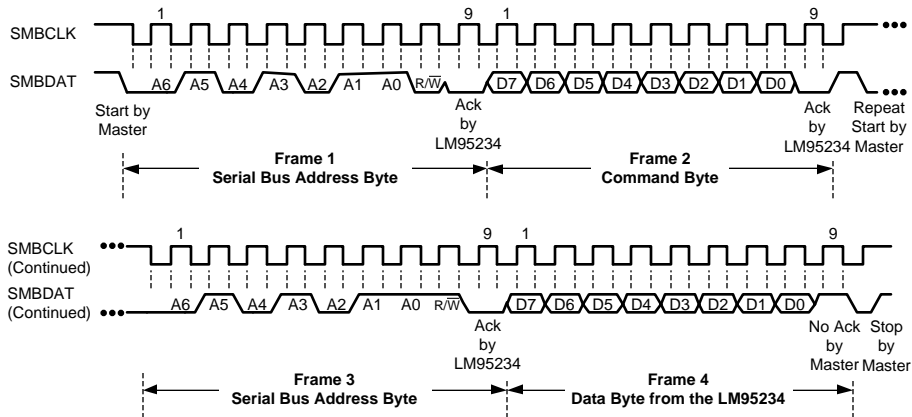 1 9 1 9
SMBCLK
SMBDAT
A6 A5 A4 A3 A2 A1 A0 R/W D7 D6 D5 D4 D3 D2 D1 D0
Start by
Master
Ack
by
LM95234
Ack
by
LM95234
Repeat
Start by
Master
Frame 1
Serial Bus Address Byte
Frame 2
Command Byte
1 9 1 9
SMBCLK
(Continued)
SMBDAT
(Continued)
A6 A5 A4 A3 A2 A1 A0 R/W D7 D6 D5 D4 D3 D2 D1 D0
Ack
by
LM95234
No Ack
by
Master
Stop
by
Master
Frame 3
Serial Bus Address Byte
Frame 4
Data Byte from the LM95234